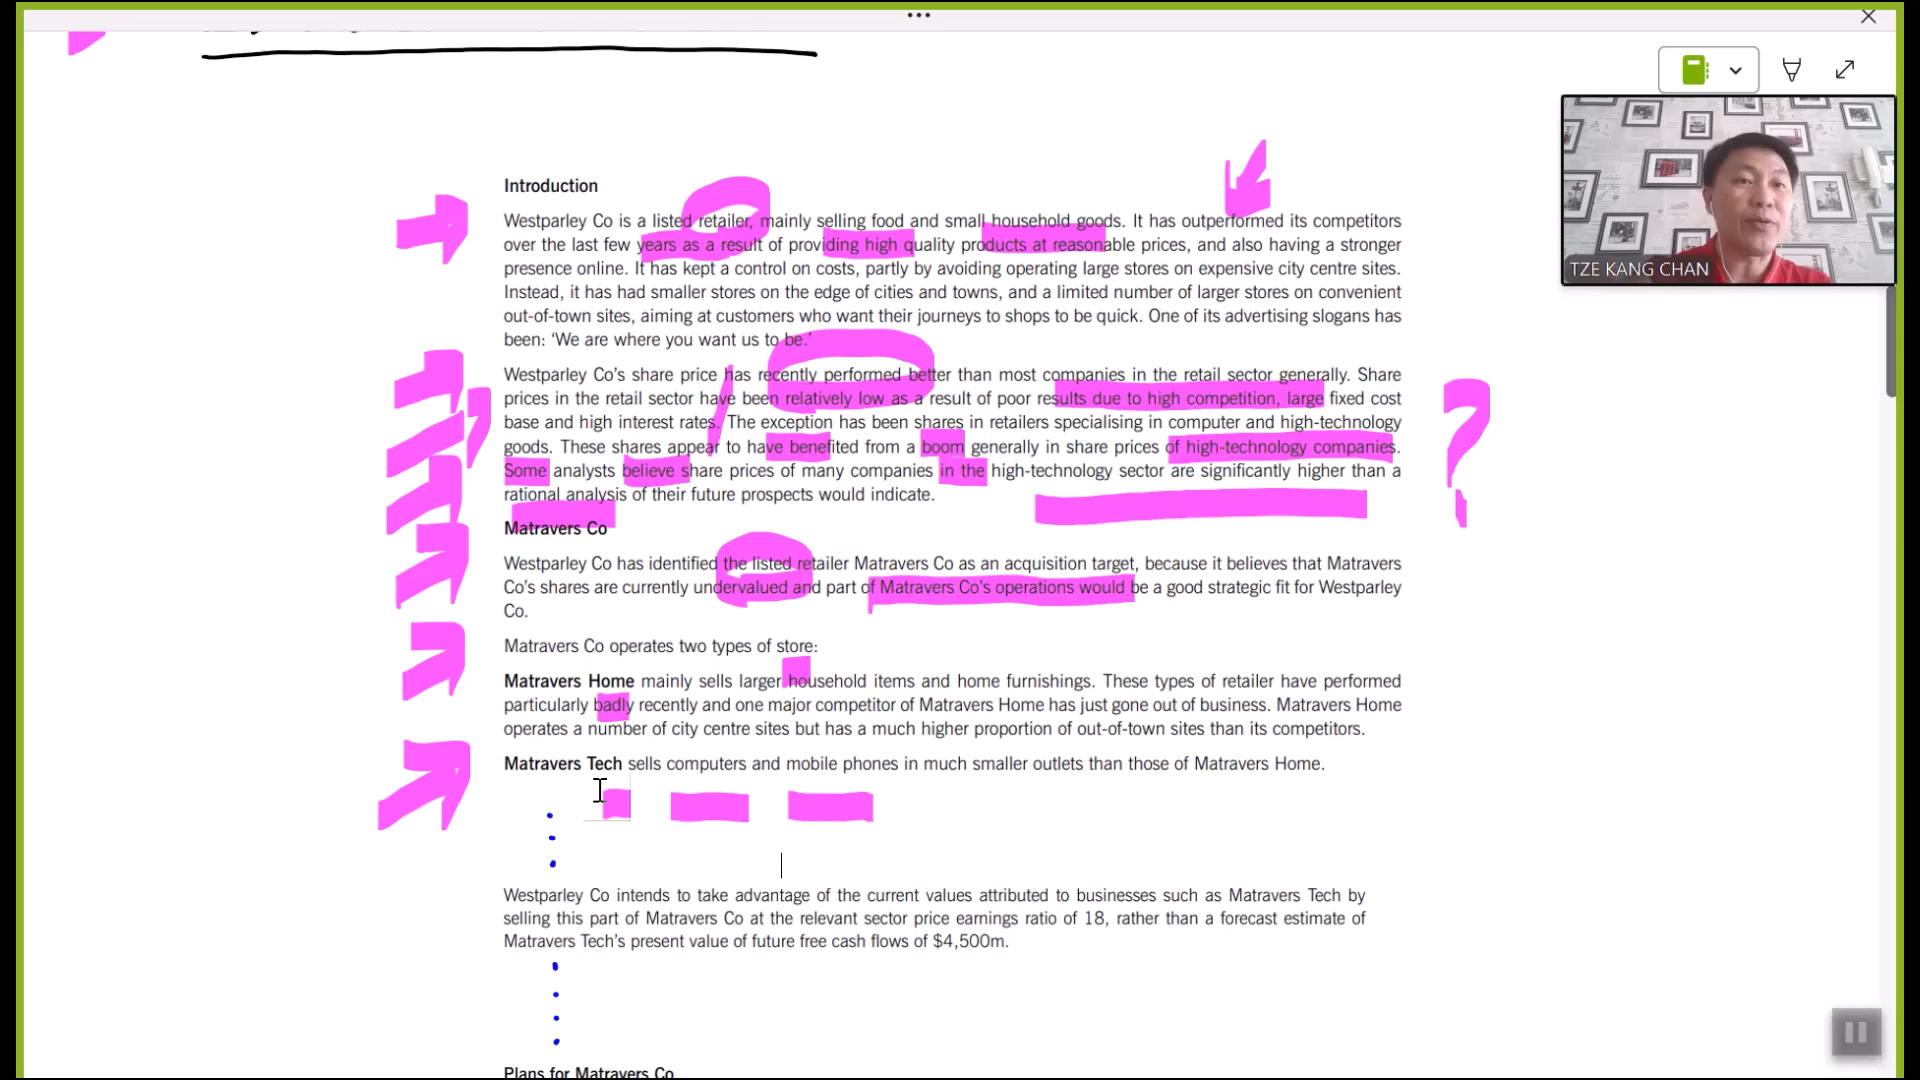 TZE KANG CHAN
Introduction
Westparley Co is a listed retailer, mainly selling food and small household goods. It has outperformed its competitors
over the last few years as a result of providing high quality products at reasonable prices, and also having a stronger
presence online. It has kept a control on costs, partly by avoiding operating large stores on expensive city centre sites.
Instead, it has had smaller stores on the edge of cities and towns, and a limited number of larger stores on convenient
out-of-town sites, aiming at customers who want their journeys to shops to be quick. One of its advertising slogans has
been: ‘We are where you want us to be.’
Westparley Co’s share price has recently performed better than most companies in the retail sector generally. Share
prices in the retail sector have been relatively low as a result of poor results due to high competition, large fixed cost
base and high interest rates. The exception has been shares in retailers specialising in computer and high-technology
goods. These shares appear to have benefited from a boom generally in share prices of high-technology companies.
Some analysts believe share prices of many companies in the high-technology sector are significantly higher than a
rational analysis of their future prospects would indicate.
Matravers Co
Westparley Co has identified the listed retailer Matravers Co as an acquisition target, because it believes that Matravers
Co’s shares are currently undervalued and part of Matravers Co’s operations would be a good strategic fit for Westparley
Co.
Matravers Co operates two types of store:
Matravers Home mainly sells larger household items and home furnishings. These types of retailer have performed
particularly badly recently and one major competitor of Matravers Home has just gone out of business. Matravers Home
operates a number of city centre sites but has a much higher proportion of out-of-town sites than its competitors.
Matravers Tech sells computers and mobile phones in much smaller outlets than those of Matravers Home.
Westparley Co intends to take advantage of the current values attributed to businesses such as Matravers Tech by
selling this part of Matravers Co at the relevant sector price earnings ratio of 18, rather than a forecast estimate of
Matravers Tech’s present value of future free cash flows of $4,500m.
Plans for Matravers Co